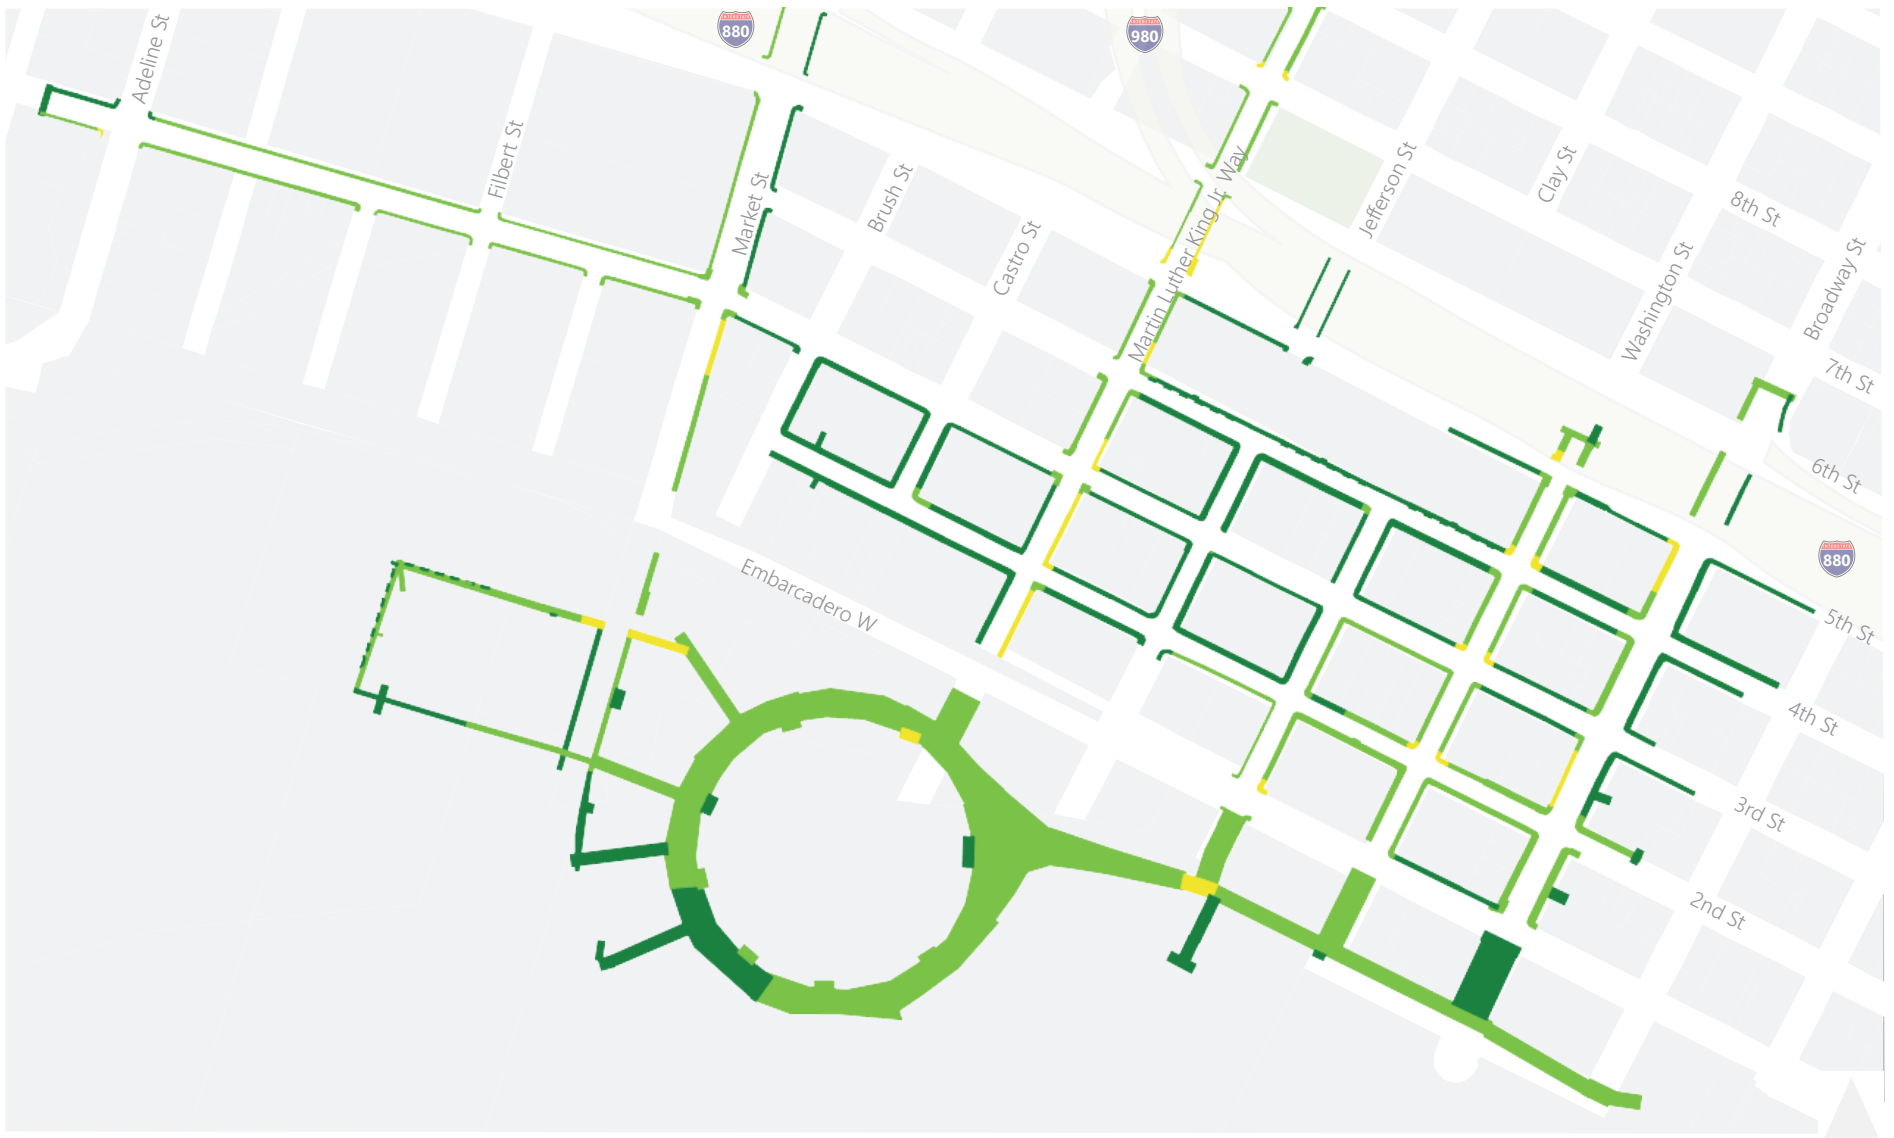 Adeline St
Filbert St
880
Market St
Brush St
Castro St
980
Martin Luther King Jr. Way
Jefferson St
Clay St
Washington St
Broadway St
8th St
7th St
6th St
880
5th St
4th St
3rd St
2nd St
Embarcadero W